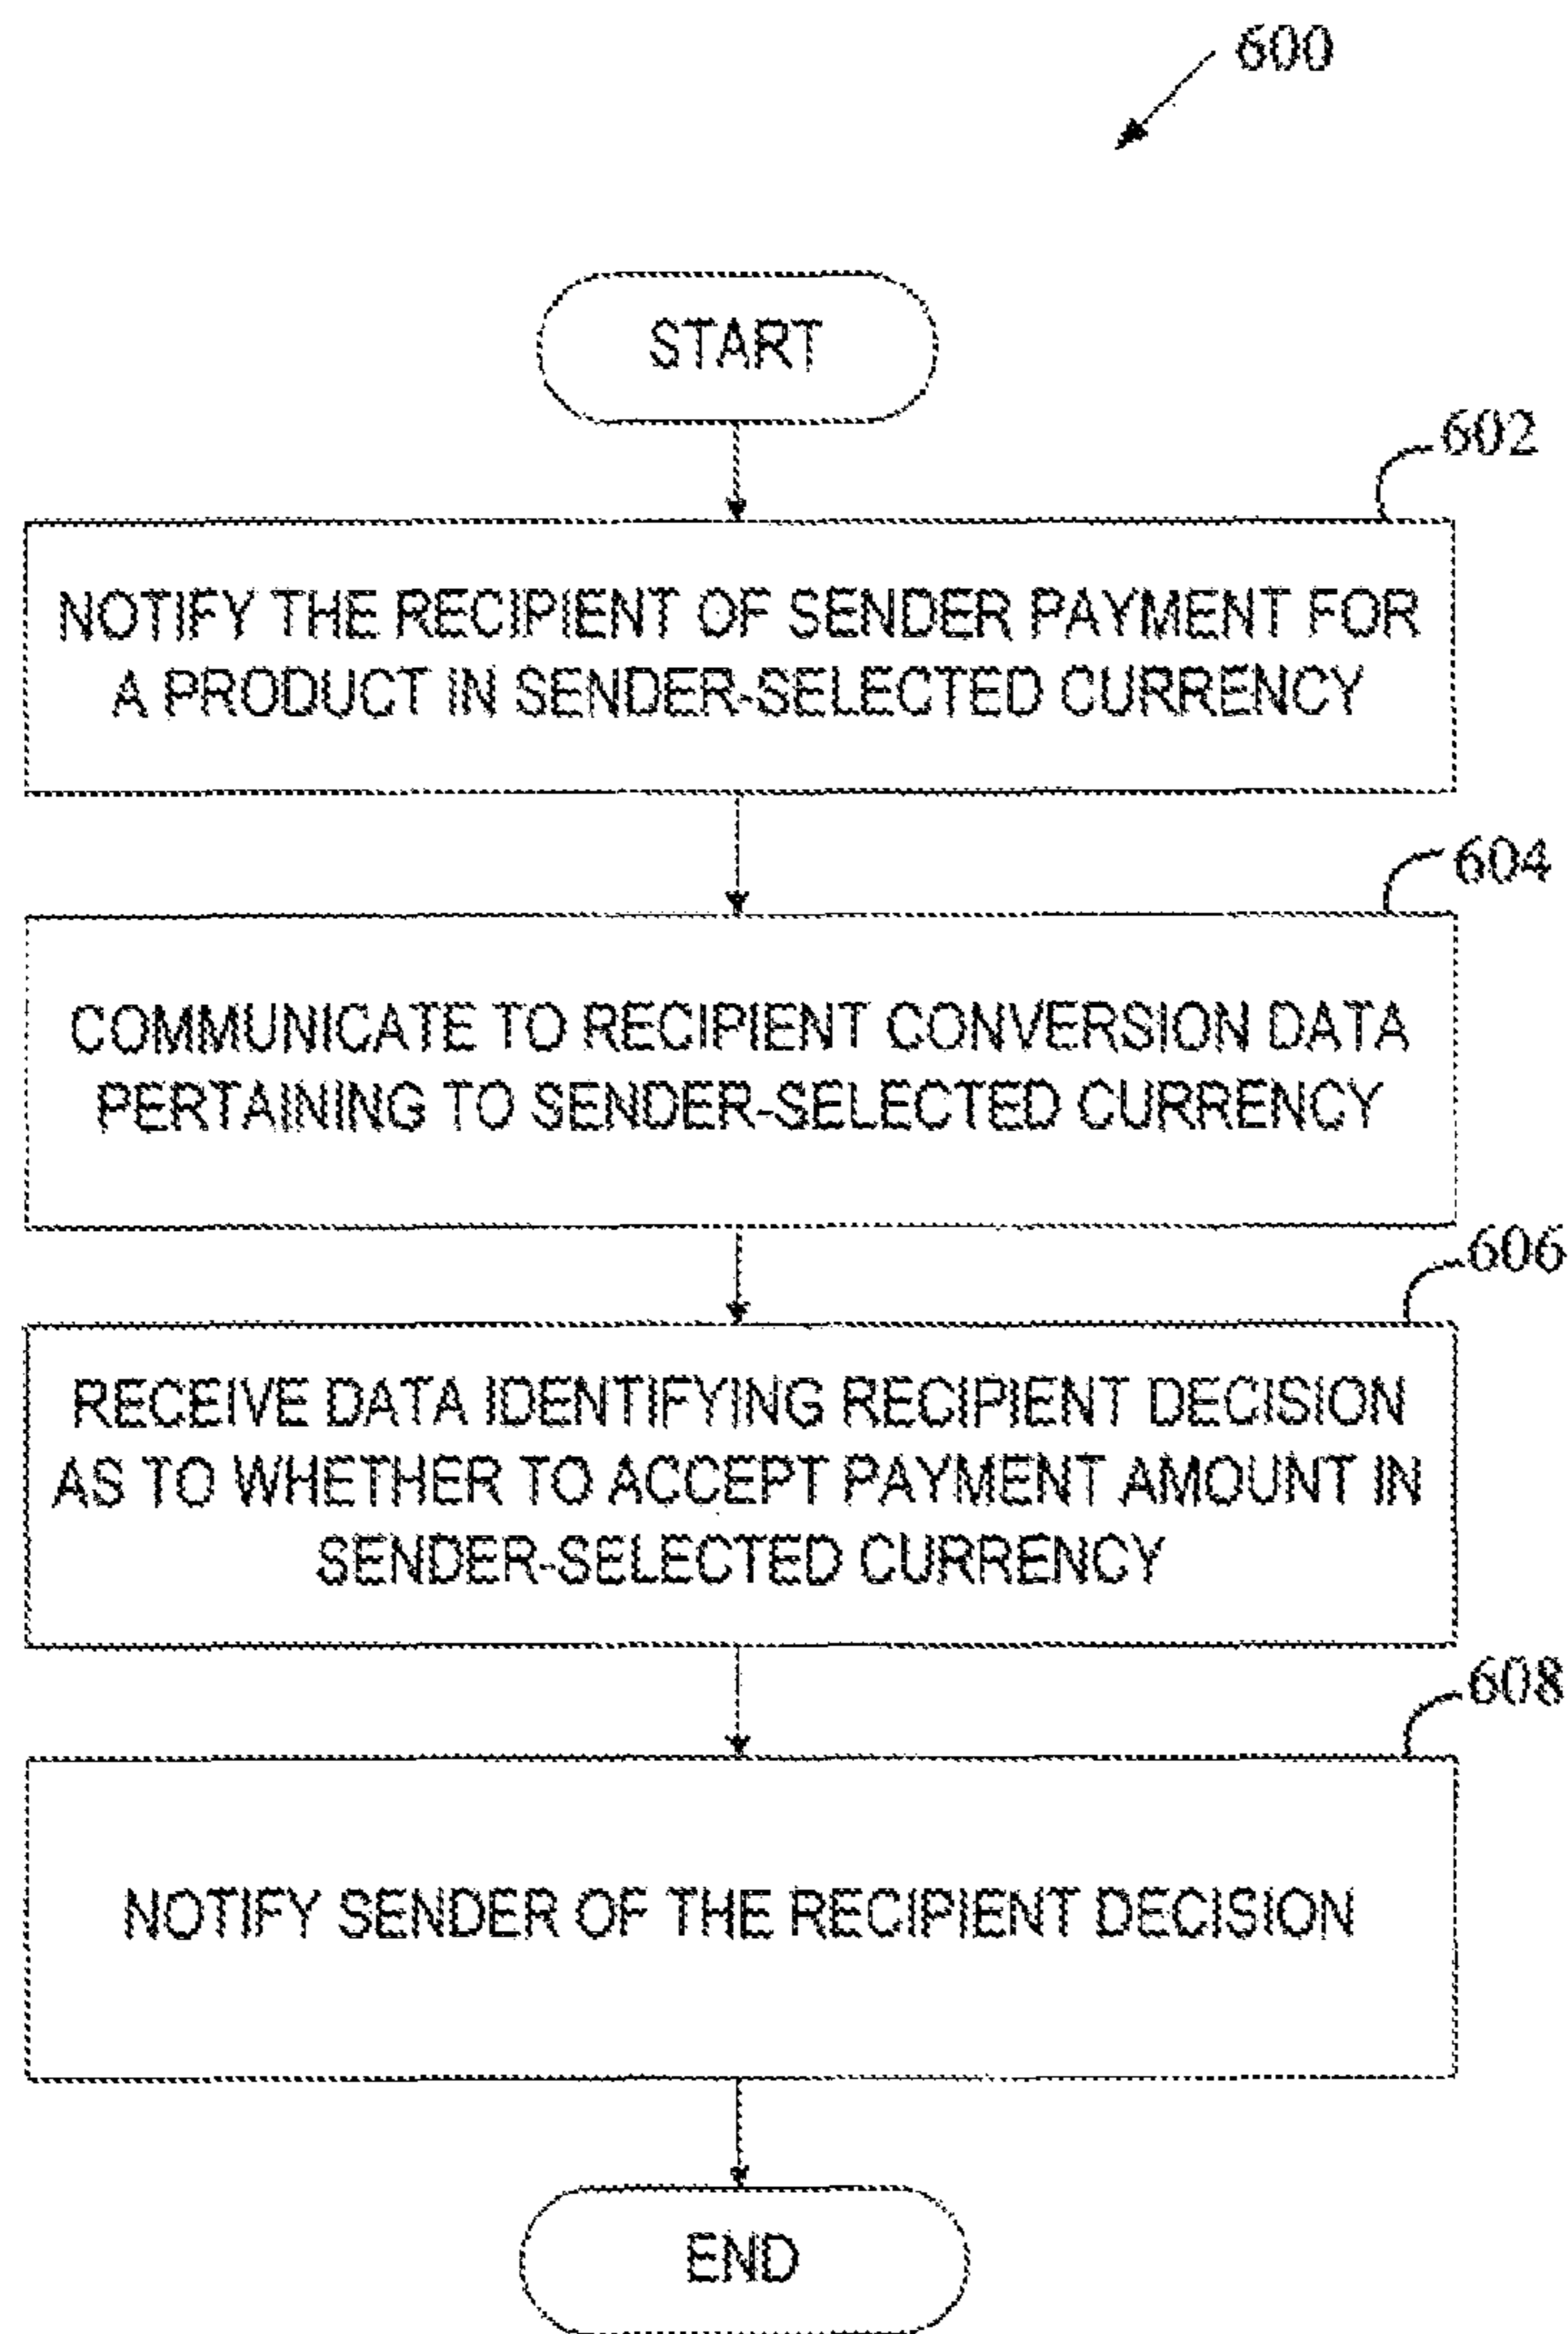 600
START
602
NOTIFY THE RECIPIENT OF SENDER PAYMENT FOR
A PRODUCT IN SENDER-SELECTED CURRENCY
604
COMMUNICATE TO RECIPIENT CONVERSION DATA
PERTAINING TO SENDER-SELECTED CURRENCY
606
RECEIVE DATA IDENTIFYING RECIPIENT DECISION
AS TO WHETHER TO ACCEPT PAYMENT AMOUNT IN
SENDER-SELECTED CURRENCY
608
NOTIFY SENDER OF THE RECIPIENT DECISION
END